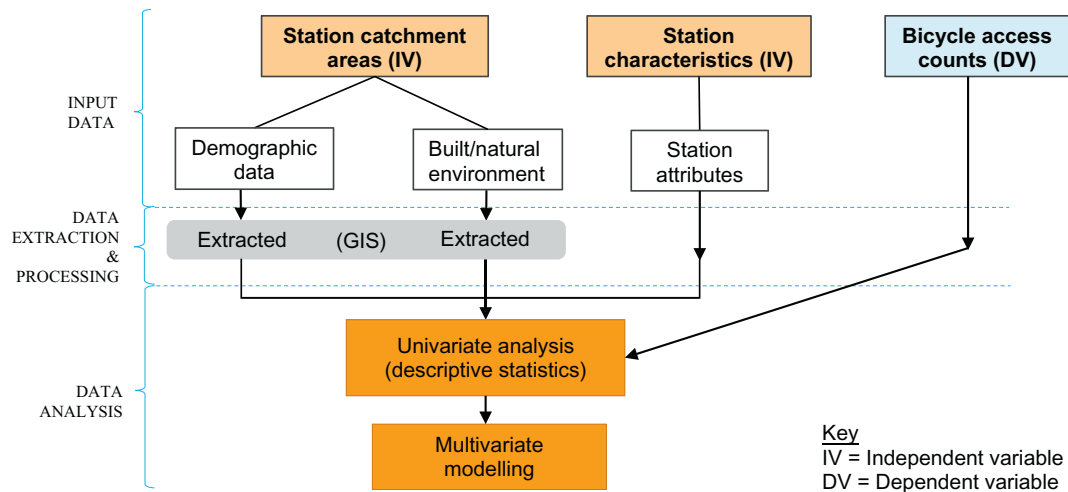 Station catchment
areas (IV)
Station
characteristics (IV)
Bicycle access
counts (DV)
INPUT
DATA
Demographic
data
Built/natural
environment
Station
attributes
DATA
EXTRACTION
&
PROCESSING
Extracted (GIS) Extracted
Univariate analysis
(descriptive statistics)
DATA
ANALYSIS
Multivariate
modelling
Key
IV = Independent variable
DV = Dependent variable